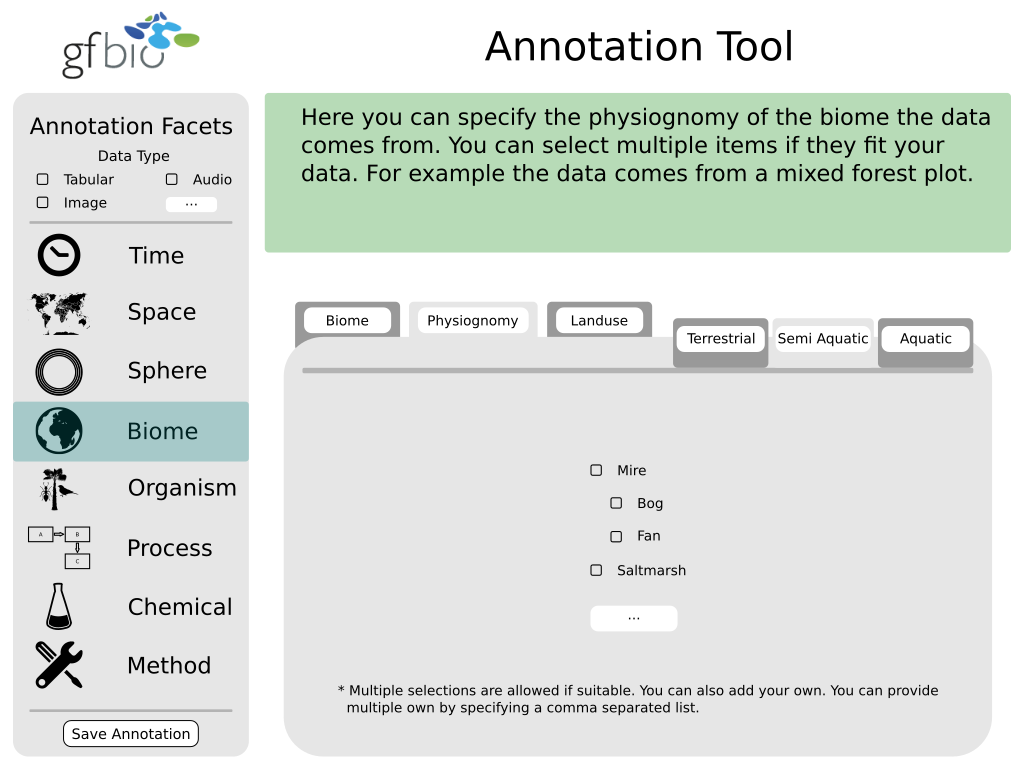 gfbio
Annotation Tool
Annotation Facets
Data Type
Tabular
Audio
Image
...
Time
Space
Sphere
Biome
Organism
A
B
C
Process
Chemical
Method
Save Annotation
Here you can specify the physiognomy of the biome the data
comes from. You can select multiple items if they fit your
data. For example the data comes from a mixed forest plot.
Biome
Physiognomy
Landuse
Terrestrial
Semi Aquatic
Aquatic
Mire
Bog
Fan
Saltmarsh
...
* Multiple selections are allowed if suitable. You can also add your own. You can provide
multiple own by specifying a comma separated list.